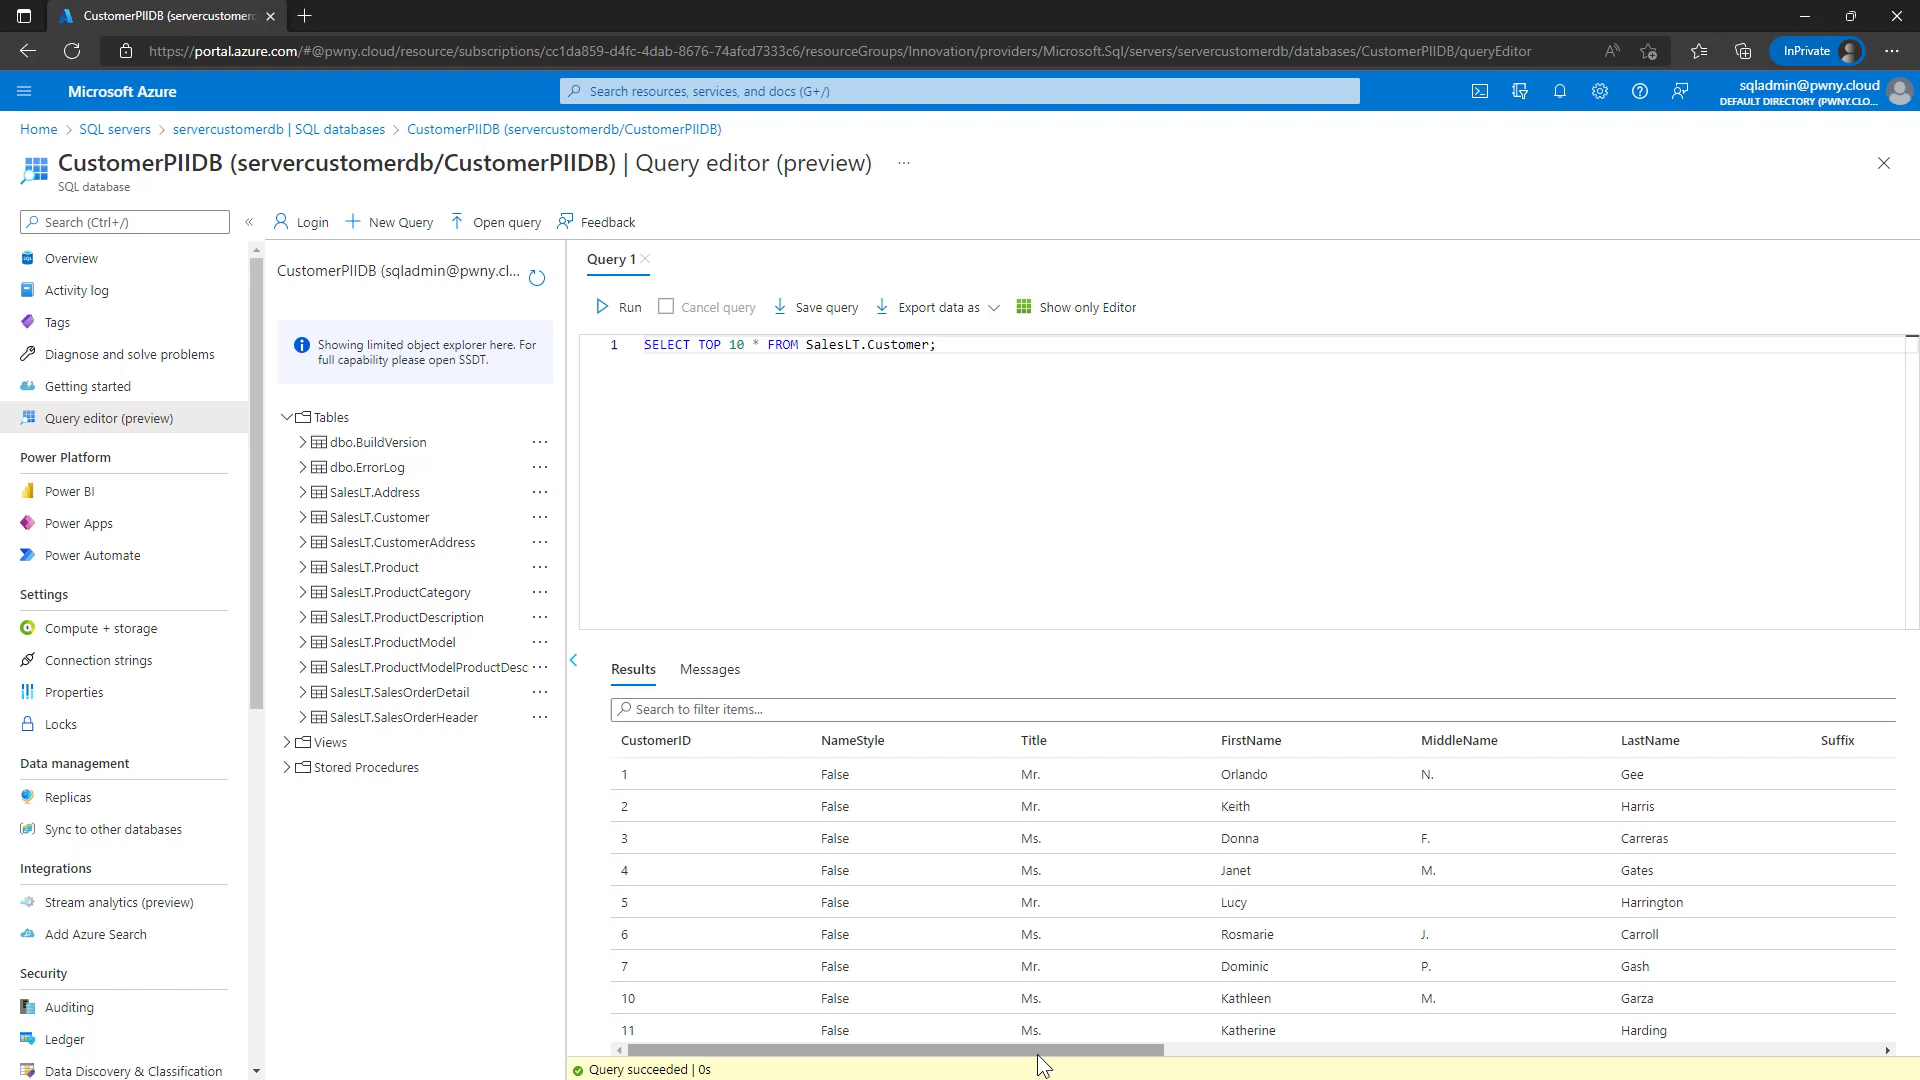 CustomerPIIDB (servercustomer
https://portal.azure.com/#@pwny.cloud/resource/subscriptions/cc1da859-d4fc-4dab-8676-74afcd7333c6/resourceGroups/Innovation/providers/Microsoft.Sql/servers/servercustomerdb/databases/CustomerPIIDB/queryEditor
InPrivate
Microsoft Azure
Search resources, services, and docs (G+/)
sqladmin@pwny.cloud
DEFAULT DIRECTORY (PWNY.CLO...
Home > SQL servers > servercustomerdb | SQL databases > CustomerPIIDB (servercustomerdb/CustomerPIIDB)
CustomerPIIDB (servercustomerdb/CustomerPIIDB) | Query editor (preview) ...
SQL database
Search (Ctrl+/)
Overview
Activity log
Tags
Diagnose and solve problems
Getting started
Query editor (preview)
Power Platform
Power BI
Power Apps
Power Automate
Settings
Compute + storage
Connection strings
Properties
Locks
Data management
Replicas
Sync to other databases
Integrations
Stream analytics (preview)
Add Azure Search
Security
Auditing
Ledger
Data Discovery & Classification
Login New Query Open query Feedback
CustomerPIIDB (sqladmin@pwny.cl...
Showing limited object explorer here. For
full capability please open SSDT.
Tables
dbo.BuildVersion
dbo.ErrorLog
SalesLT.Address
SalesLT.Customer
SalesLT.CustomerAddress
SalesLT.Product
SalesLT.ProductCategory
SalesLT.ProductDescription
SalesLT.ProductModel
SalesLT.ProductModelProductDesc
SalesLT.SalesOrderDetail
SalesLT.SalesOrderHeader
Views
Stored Procedures
Query 1
Run Cancel query Save query Export data as Show only Editor
1 SELECT TOP 10 * FROM SalesLT.Customer;
Results Messages
Search to filter items...
CustomerID NameStyle Title FirstName MiddleName LastName Suffix
1 False Mr. Orlando N. Gee
2 False Mr. Keith Harris
3 False Ms. Donna F. Carreras
4 False Ms. Janet M. Gates
5 False Mr. Lucy Harrington
6 False Ms. Rosmarie J. Carroll
7 False Mr. Dominic P. Gash
10 False Ms. Kathleen M. Garza
11 False Ms. Katherine Harding
Query succeeded | 0s